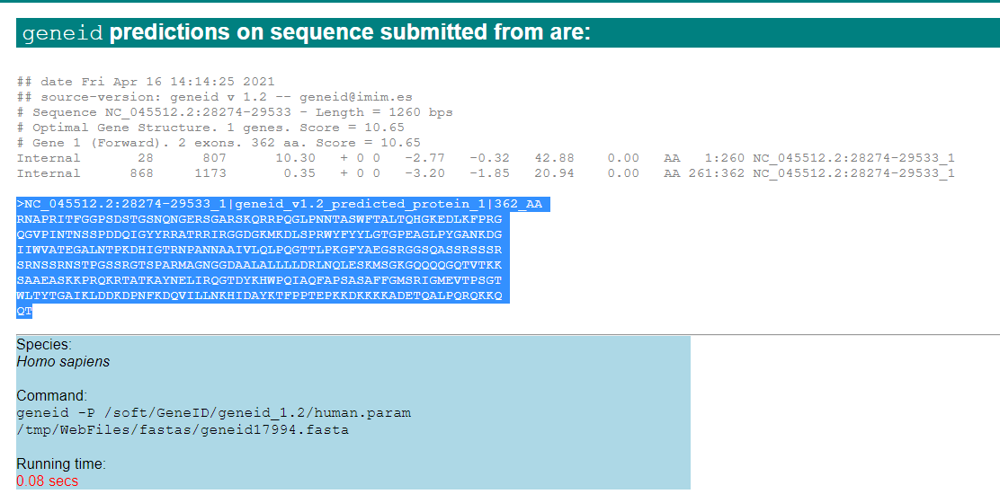 geneid predictions on sequence submitted from are:
## date Fri Apr 16 14:14:25 2021
## source-version: geneid v 1.2 -- geneid@imim.es
# Sequence NC_045512.2:28274-29533 - Length = 1260 bps
# Optimal Gene Structure. 1 genes. Score = 10.65
# Gene 1 (Forward). 2 exons. 362 aa. Score = 10.65
Internal 28 807 10.30 + 0 0 -2.77 -0.32 42.88 0.00 AA 1:260 NC_045512.2:28274-29533_1
Internal 868 1173 0.35 + 0 0 -3.20 -1.85 20.94 0.00 AA 261:362 NC_045512.2:28274-29533_1
>NC_045512.2:28274-29533_1|geneid_v1.2_predicted_protein_1|362_AA
RNAPRITFGGPSDSTGSNQNGERSGARSKQRRPQGLPNNTASWFTALTQHGKEDLKFPRG
QGVPINTNSSPDDQIGYYRRATRRIRGGDGKMKDLSPRWYFYYLGTGPEAGLPYGANKDG
IIWVATEGALNTPKDHIGTRNPANNAAIVLQLPQGTTLPKGFYAEGSRGGSQASSRSSSR
SRNSSRNSTPGSSRGTSPARMAGNGGDAALALLLLDRLNQLESKMSGKGQQQQGQTVTKK
SAAEASKKPRQKRTATKAYNELIRQGTDYKHWPQIAQFAPSASAFFGMSRIGMEVTPSGT
WLTYTGAIKLDDKDPNFKDQVILLNKHIDAYKTFPPTEPKKDKKKKADETQALPQRQKKQ
QT
Species:
Homo sapiens
Command:
geneid -P /soft/GeneID/geneid_1.2/human.param
/tmp/WebFiles/fastas/geneid17994.fasta
Running time:
0.08 secs